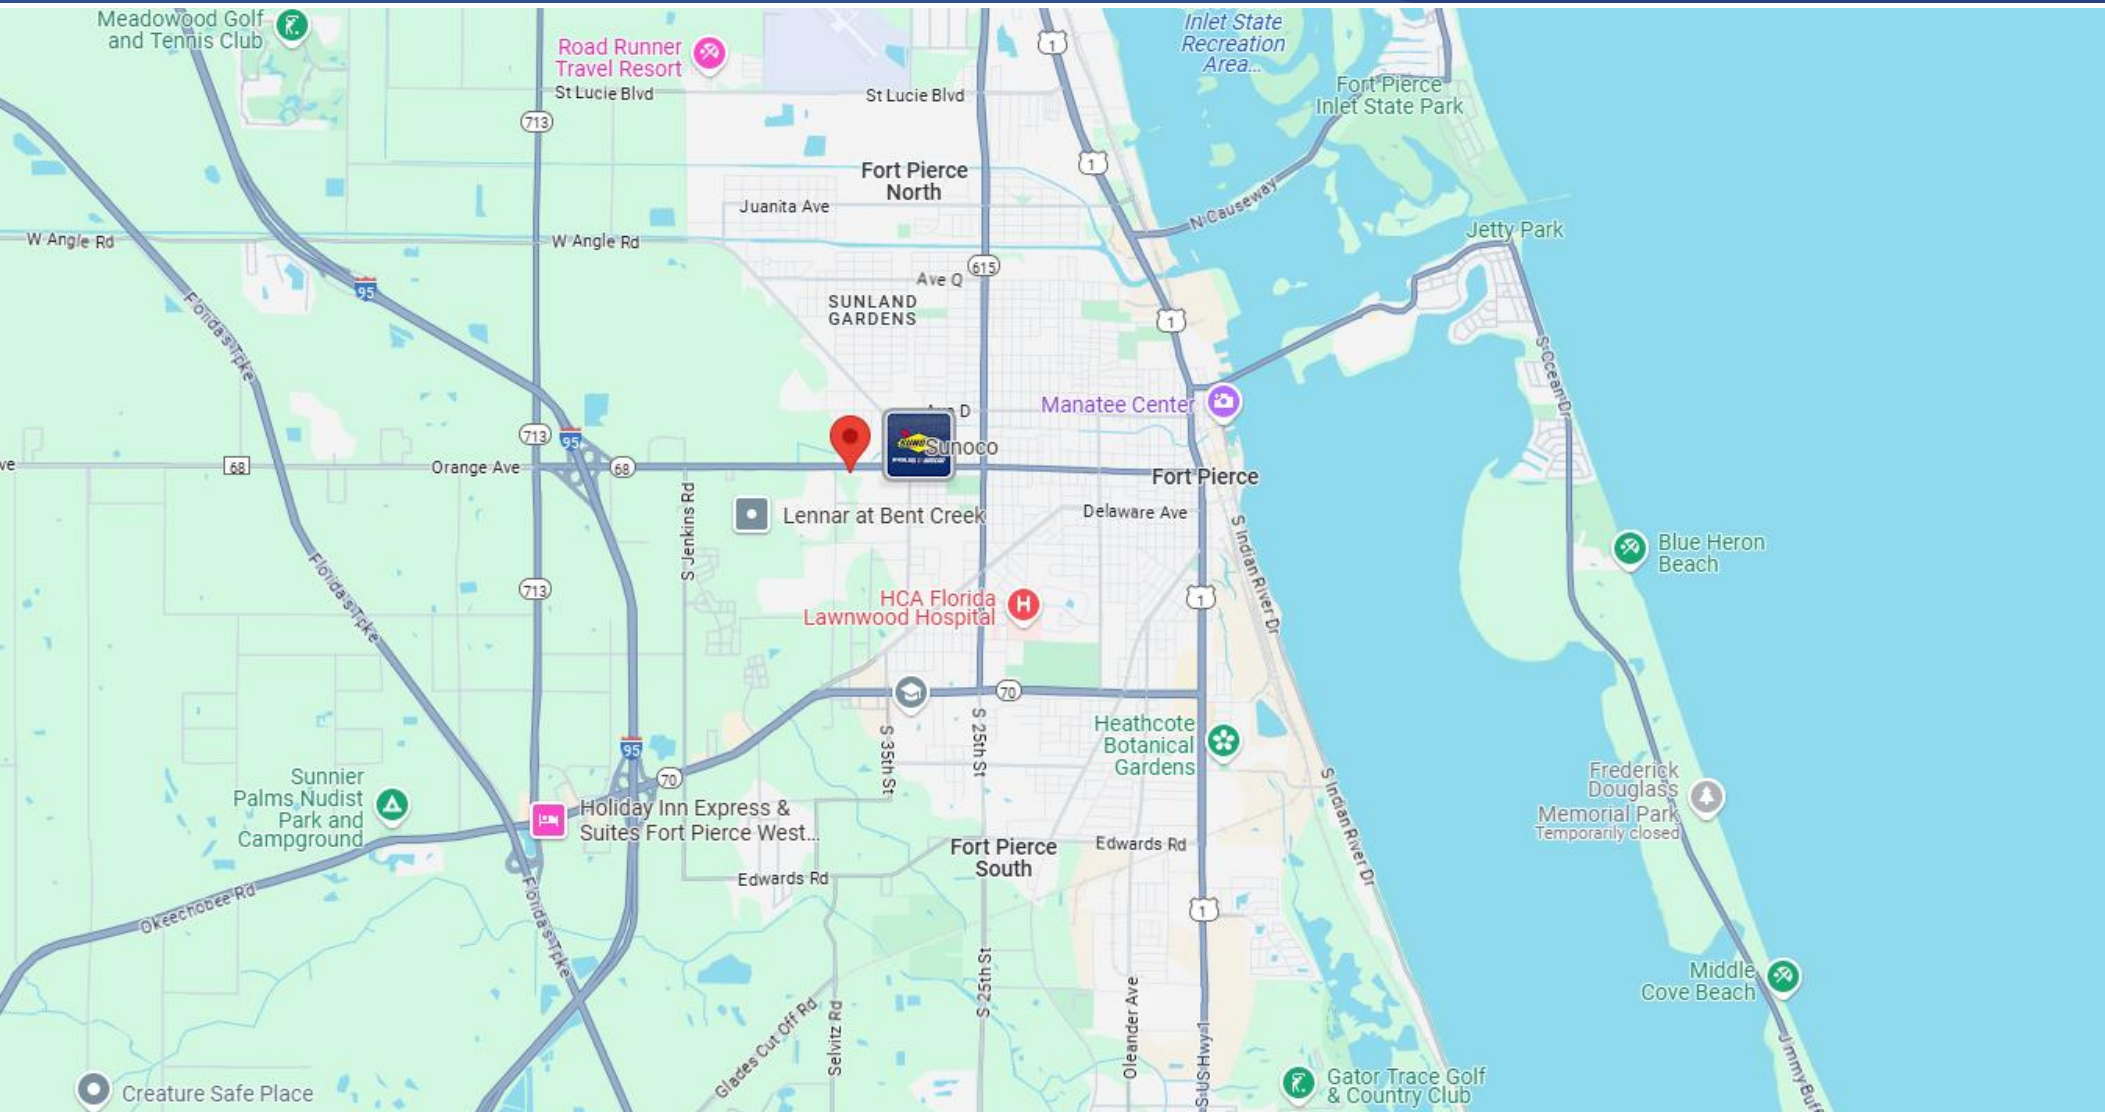 Meadowood Golf
and Tennis Club
Road Runner
Travel Resort
St Lucie Blvd
St Lucie Blvd
713
1
Inlet State
Recreation
Area...
Fort Pierce
Inlet State Park
Fort Pierce
North
1
Juanita Ave
N Causeway
Jetty Park
W Angle Rd
W Angle Rd
95
Ave Q
615
SUNLAND
GARDENS
1
Florida's Tpke
S Ocean Dr
Manatee Center
713
95
Sunoco
68
Orange Ave
68
Fort Pierce
S Jenkins Rd
Lennar at Bent Creek
Delaware Ave
S Indian River Dr
Blue Heron
Beach
Florida's Tpke
713
HCA Florida
Lawnwood Hospital
1
70
S 35th St
S 25th St
Heathcote
Botanical
Gardens
95
70
Sunnier
Palms Nudist
Park and
Campground
Holiday Inn Express &
Suites Fort Pierce West...
S Indian River Dr
Frederick
Douglass
Memorial Park
Temporarily closed
Fort Pierce
South
Edwards Rd
Edwards Rd
Okeechobee Rd
Florida's Tpke
1
S 25th St
Middle
Cove Beach
Glades Cut Off Rd
Selvitz Rd
Oleander Ave
S US Hwy 1
Creature Safe Place
Gator Trace Golf
& Country Club